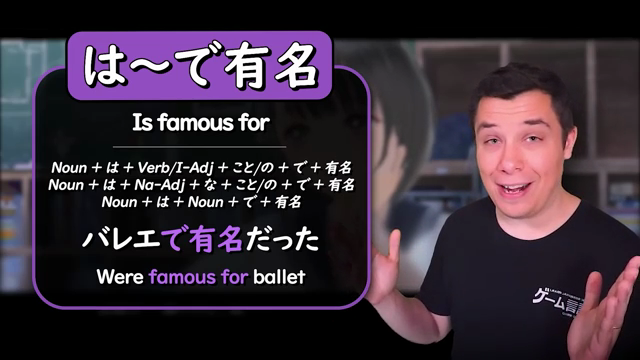 は〜で有名
Is famous for
Noun + は + Verb/I-Adj + こと/の + で + 有名
Noun + は + Na-Adj + な + こと/の + で + 有名
Noun + は + Noun + で + 有名
バレエで有名だった
Were famous for ballet
ゲーム言